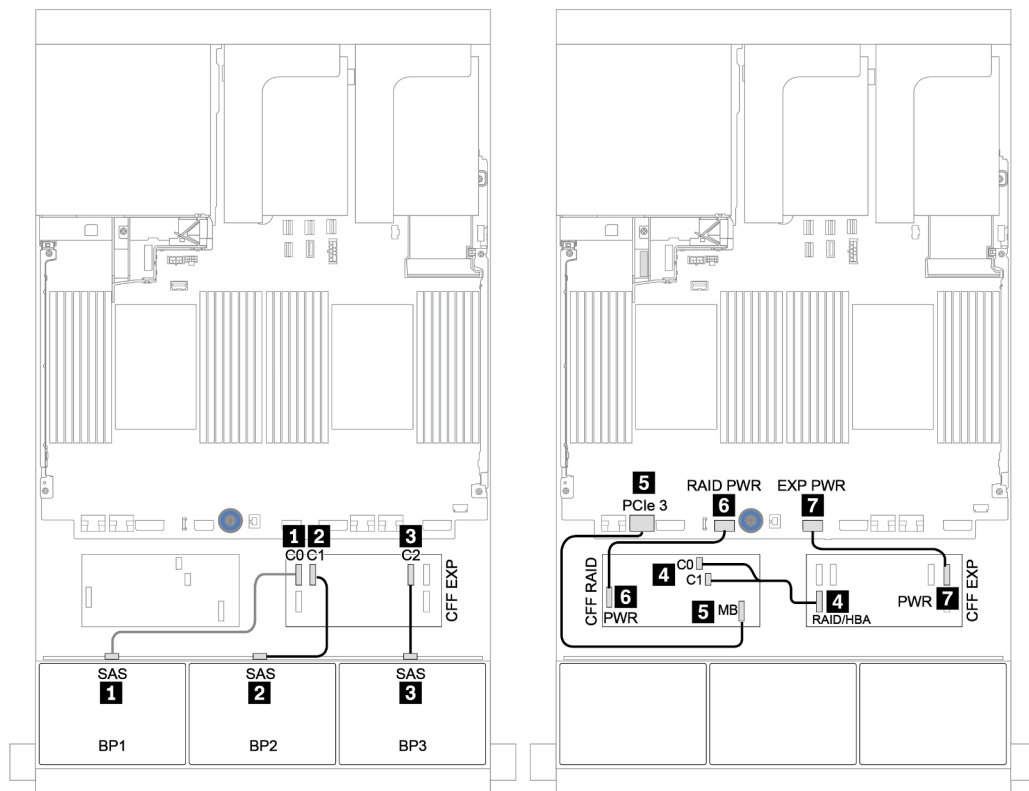 1 2 3
C0 C1 C2
CFF EXP
SAS SAS SAS
1 2 3
BP1 BP2 BP3
5 RAID PWR EXP PWR
PCIe 3 6 7
CFF RAID
4 C0
C1
6
PWR
5 MB
4
RAID/HBA
PWR 7
CFF EXP